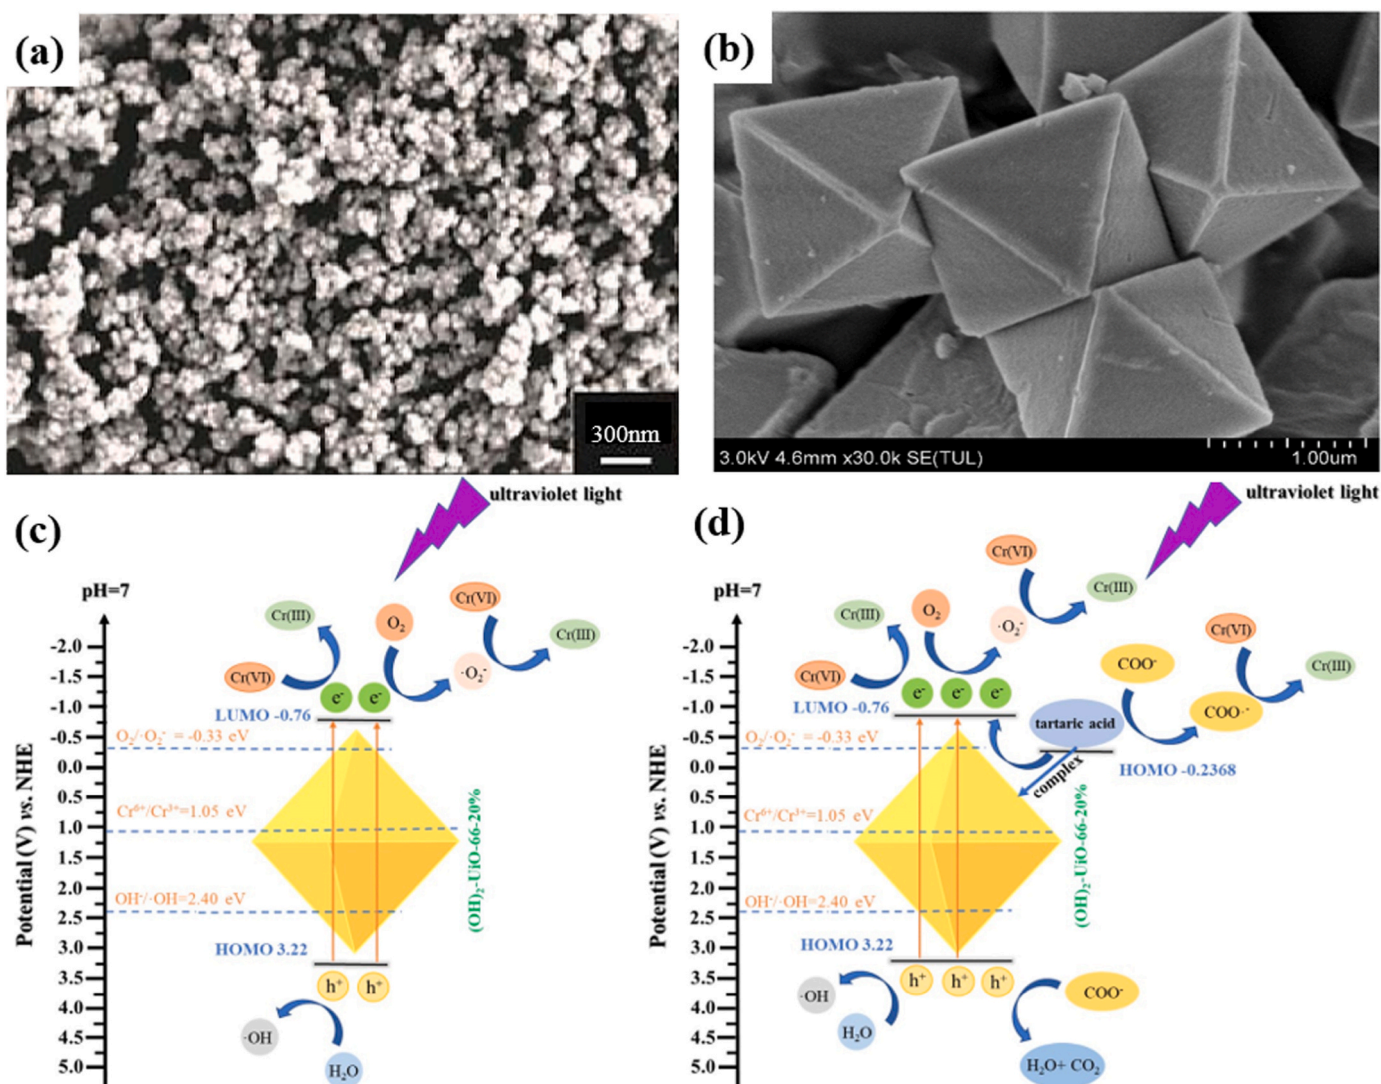 (a)
300nm
(b)
3.0kV 4.6mm x30.0k SE(TUL)
1.00um
(c)
ultraviolet light
pH=7
Cr(VI)
Cr(III)
O₂
Cr(III)
·O₂⁻
Cr(VI)
e⁻ e⁻
LUMO -0.76
O₂/·O₂⁻ = -0.33 eV
Cr⁶⁺/Cr³⁺=1.05 eV
OH⁻/·OH=2.40 eV
HOMO 3.22
h⁺ h⁺
·OH
H₂O
(OH)₂-UiO-66-20%
Potential (V) vs. NHE
-2.0
-1.5
-1.0
-0.5
0.0
0.5
1.0
1.5
2.0
2.5
3.0
3.5
4.0
4.5
5.0
(d)
ultraviolet light
pH=7
Cr(VI)
Cr(III)
Cr(III)
O₂
·O₂⁻
Cr(VI)
COO⁻
Cr(III)
Cr(VI)
e⁻ e⁻ e⁻
LUMO -0.76
tartaric acid
COO·⁻
O₂/·O₂⁻ = -0.33 eV
HOMO -0.2368
complex
Cr⁶⁺/Cr³⁺=1.05 eV
OH⁻/·OH=2.40 eV
HOMO 3.22
h⁺ h⁺ h⁺
·OH
H₂O
COO⁻
H₂O+ CO₂
(OH)₂-UiO-66-20%
Potential (V) vs. NHE
-2.0
-1.5
-1.0
-0.5
0.0
0.5
1.0
1.5
2.0
2.5
3.0
3.5
4.0
4.5
5.0